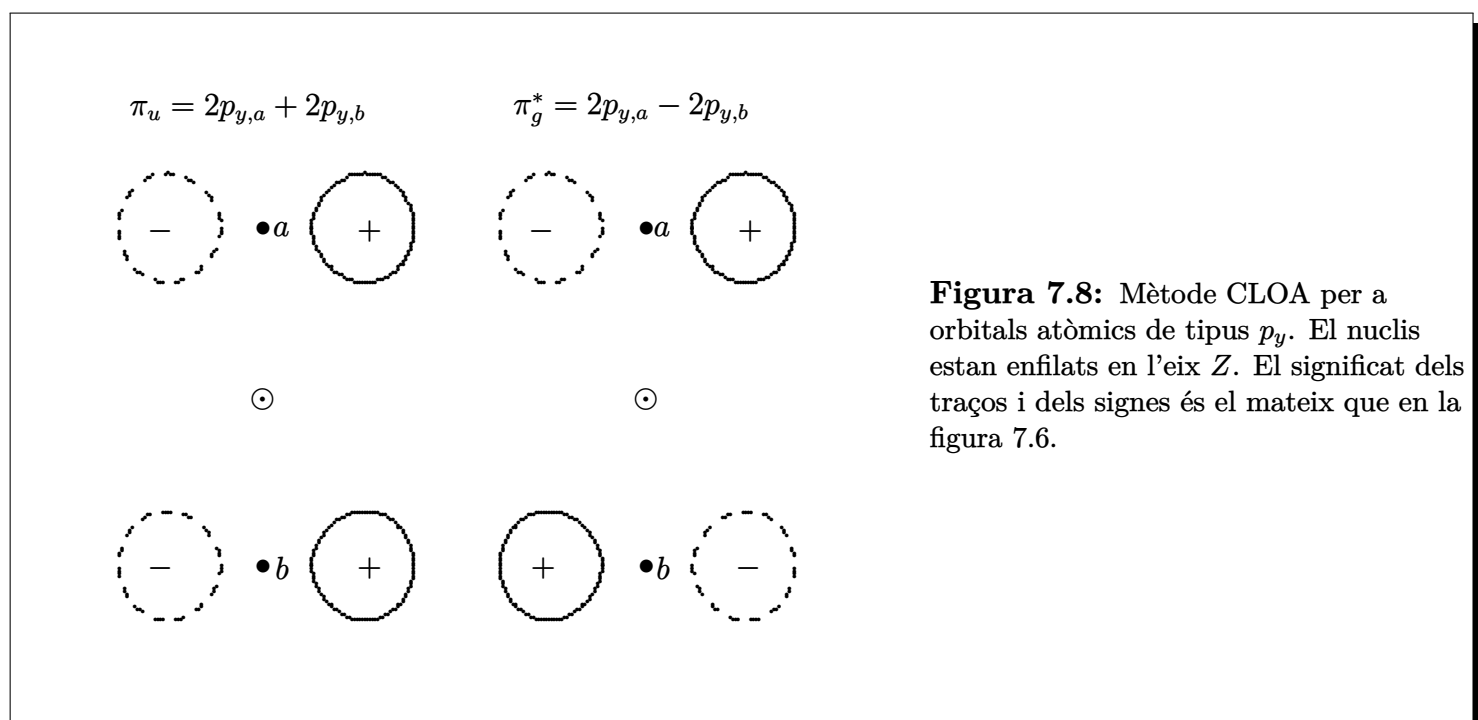 π_u = 2p_{y,a} + 2p_{y,b}
π_g^* = 2p_{y,a} − 2p_{y,b}
− •a +
− •a +
⊙
⊙
− •b +
+ •b −
Figura 7.8: Mètode CLOA per a
orbitals atòmics de tipus p_y. El nuclis
estan enfilats en l'eix Z. El significat dels
traços i dels signes és el mateix que en la
figura 7.6.